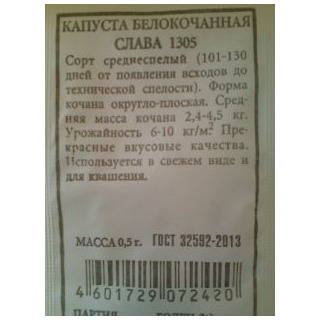 КАПУСТА БЕЛОКОЧАННАЯ
СЛАВА 1305
Сорт среднеспелый (101-130
дней от появления всходов до
технической спелости). Форма
кочана округло-плоская. Сред-
няя масса кочана 2,4-4,5 кг.
Урожайность 6-10 кг/м² Пре-
красные вкусовые качества.
Используется в свежем виде и
для квашения.
МАССА 0,5 г. ГОСТ 32592-2013
4 601729 072420
ПАРТИЯ